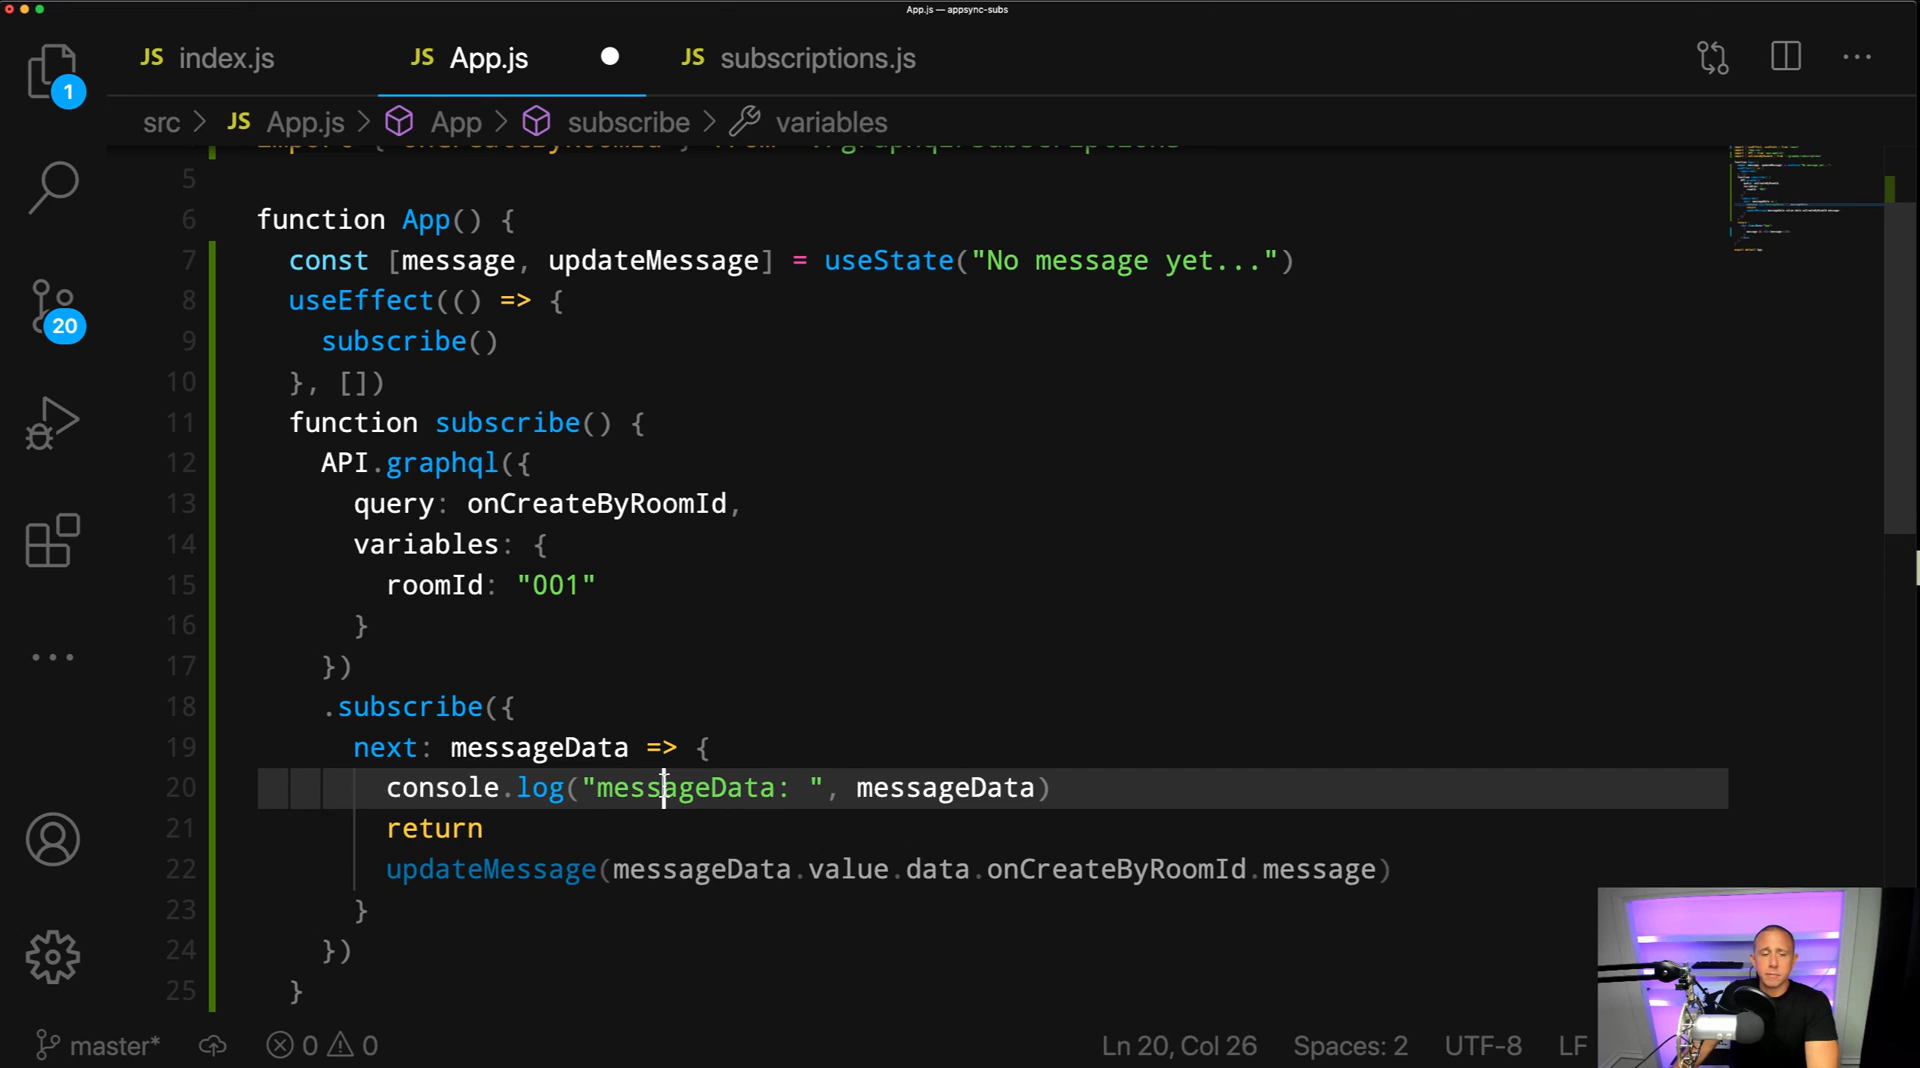 App.js — appsync-subs
JS index.js JS App.js JS subscriptions.js
1
src > JS App.js > App > subscribe > variables
import { onCreateByRoomId } from
5
6 function App() {
7 const [message, updateMessage] = useState("No message yet...")
8 useEffect(() => {
9 subscribe()
10 }, [])
11 function subscribe() {
12 API.graphql({
13 query: onCreateByRoomId,
14 variables: {
15 roomId: "001"
16 }
17 })
18 .subscribe({
19 next: messageData => {
20 console.log("messageData: ", messageData)
21 return
22 updateMessage(messageData.value.data.onCreateByRoomId.message)
23 }
24 })
25 }
20
master* 0 0 Ln 20, Col 26 Spaces: 2 UTF-8 LF